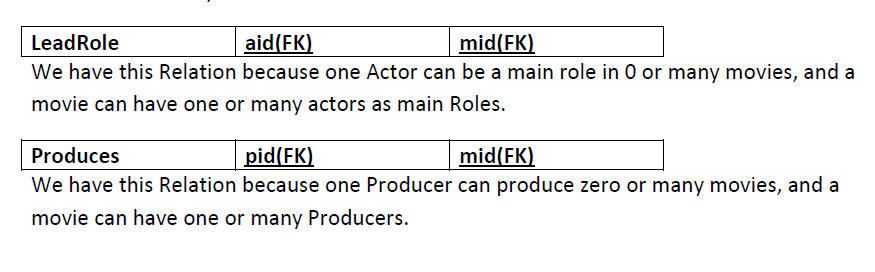 LeadRole aid(FK) mid(FK)
We have this Relation because one Actor can be a main role in 0 or many movies, and a
movie can have one or many actors as main Roles.
Produces pid(FK) mid(FK)
We have this Relation because one Producer can produce zero or many movies, and a
movie can have one or many Producers.